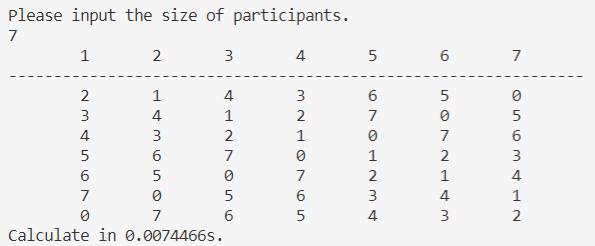 Please input the size of participants.
7
1 2 3 4 5 6 7
--------------------------------------------------------------
2 1 4 3 6 5 0
3 4 1 2 7 0 5
4 3 2 1 0 7 6
5 6 7 0 1 2 3
6 5 0 7 2 1 4
7 0 5 6 3 4 1
0 7 6 5 4 3 2
Calculate in 0.0074466s.